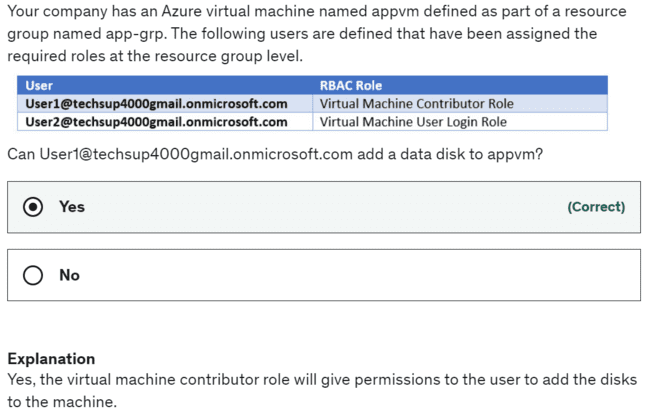 Your company has an Azure virtual machine named appvm defined as part of a resource
group named app-grp. The following users are defined that have been assigned the
required roles at the resource group level.
User RBAC Role
User1@techsup4000gmail.onmicrosoft.com Virtual Machine Contributor Role
User2@techsup4000gmail.onmicrosoft.com Virtual Machine User Login Role
Can User1@techsup4000gmail.onmicrosoft.com add a data disk to appvm?
Yes (Correct)
No
Explanation
Yes, the virtual machine contributor role will give permissions to the user to add the disks
to the machine.